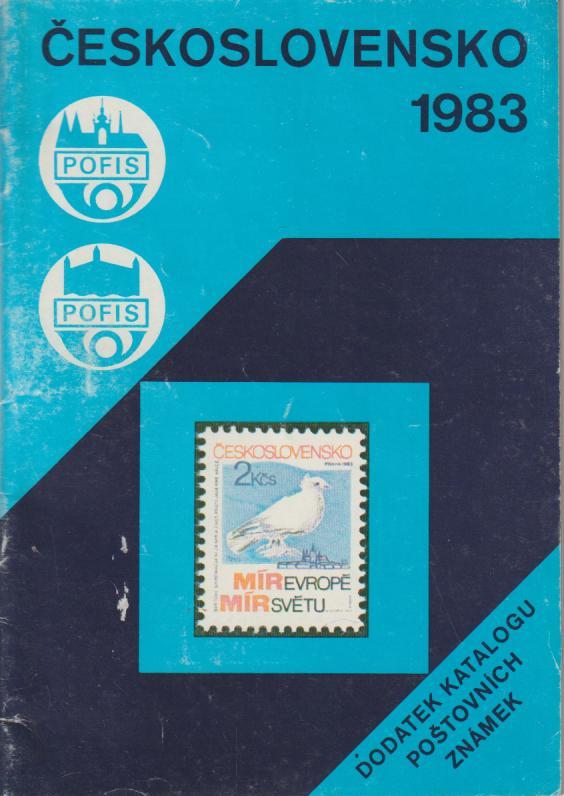 ČESKOSLOVENSKO
1983
POFIS
POFIS
ČESKOSLOVENSKO
2Kčs
MÍR EVROPĚ
MÍR SVĚTU
DODATEK KATALOGU
POŠTOVNÍCH
ZNÁMEK